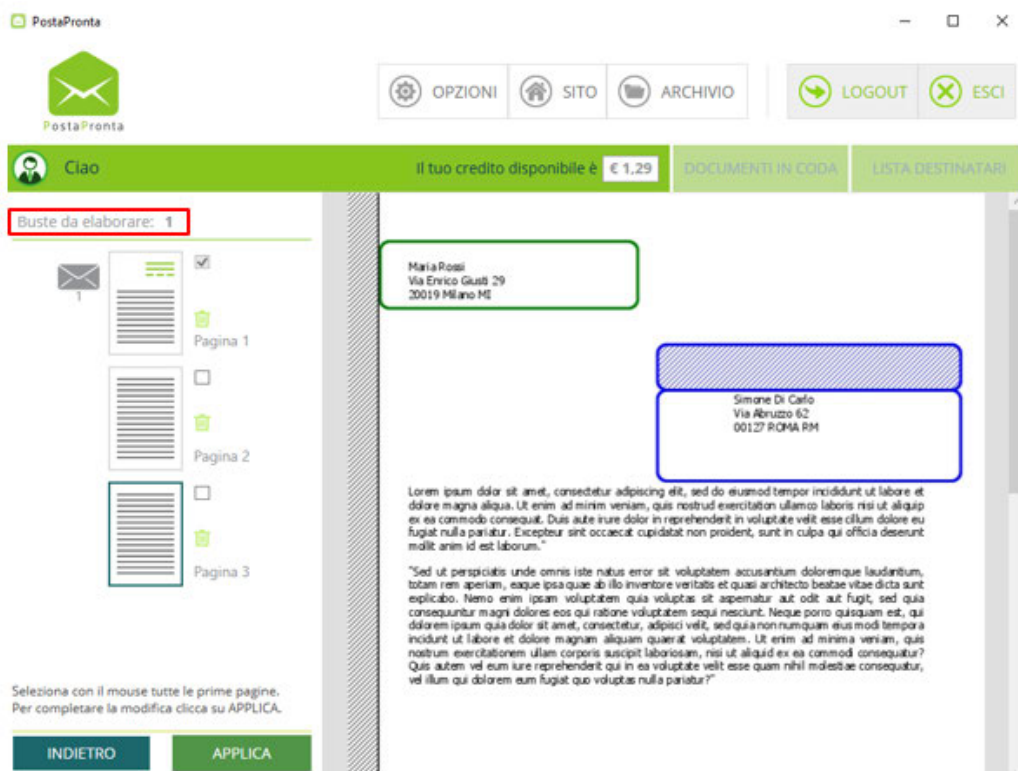 PostaPronta
PostaPronta
OPZIONI
SITO
ARCHIVIO
LOGOUT
ESCI
Ciao
Il tuo credito disponibile è € 1,29
DOCUMENTI IN CODA
LISTA DESTINATARI
Buste da elaborare: 1
1
Pagina 1
Pagina 2
Pagina 3
Seleziona con il mouse tutte le prime pagine.
Per completare la modifica clicca su APPLICA.
INDIETRO
APPLICA
Maria Rossi
Via Enrico Giusti 29
20019 Milano MI
Simone Di Carlo
Via Abruzzo 62
00127 ROMA RM
Lorem ipsum dolor sit amet, consectetur adipiscing elit, sed do eiusmod tempor incididunt ut labore et
dolore magna aliqua. Ut enim ad minim veniam, quis nostrud exercitation ullamco laboris nisi ut aliquip
ex ea commodo consequat. Duis aute irure dolor in reprehenderit in voluptate velit esse cillum dolore eu
fugiat nulla pariatur. Excepteur sint occaecat cupidatat non proident, sunt in culpa qui officia deserunt
mollit anim id est laborum."
"Sed ut perspiciatis unde omnis iste natus error sit voluptatem accusantium doloremque laudantium,
totam rem aperiam, eaque ipsa quae ab illo inventore veritatis et quasi architecto beatae vitae dicta sunt
explicabo. Nemo enim ipsam voluptatem quia voluptas sit aspernatur aut odit aut fugit, sed quia
consequuntur magni dolores eos qui ratione voluptatem sequi nesciunt. Neque porro quisquam est, qui
dolorem ipsum quia dolor sit amet, consectetur, adipisci velit, sed quia non numquam eius modi tempora
incidunt ut labore et dolore magnam aliquam quaerat voluptatem. Ut enim ad minima veniam, quis
nostrum exercitationem ullam corporis suscipit laboriosam, nisi ut aliquid ex ea commodi consequatur?
Quis autem vel eum iure reprehenderit qui in ea voluptate velit esse quam nihil molestiae consequatur,
vel illum qui dolorem eum fugiat quo voluptas nulla pariatur?"